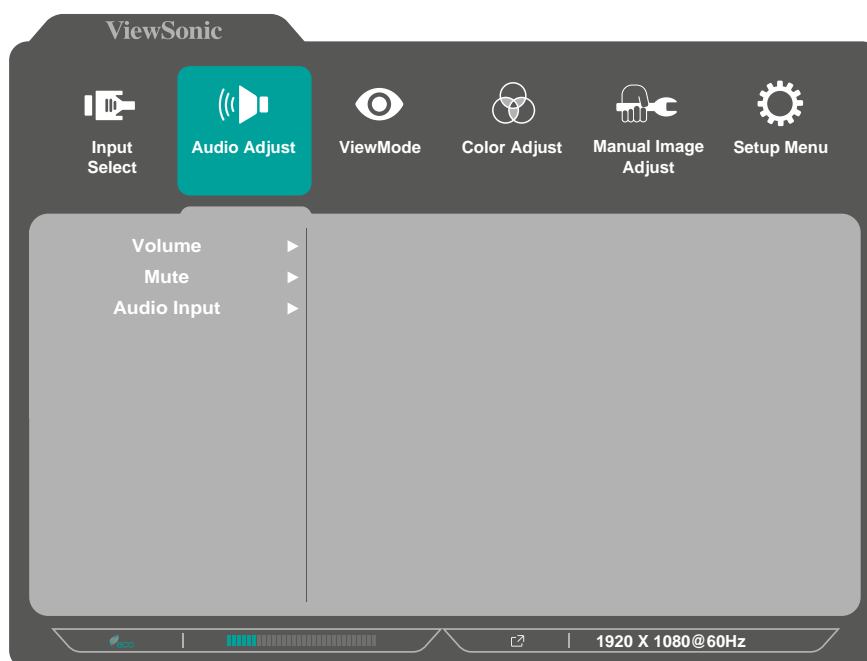 ViewSonic
Input
Select
Audio Adjust
ViewMode
Color Adjust
Manual Image
Adjust
Setup Menu
Volume
Mute
Audio Input
eco
1920 X 1080@60Hz